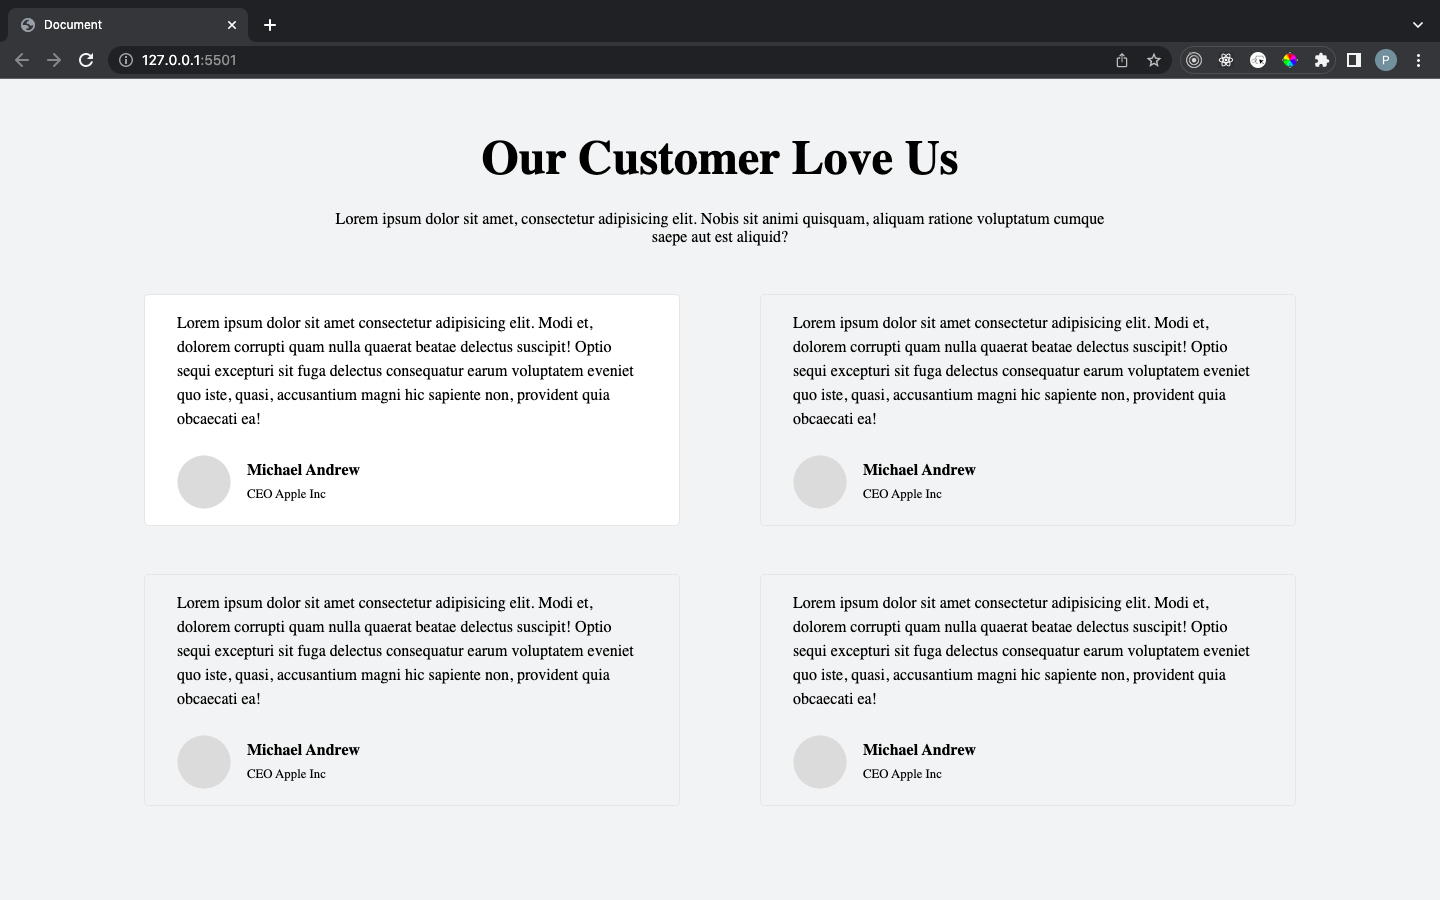 Document
127.0.0.1:5501
P
Our Customer Love Us
Lorem ipsum dolor sit amet, consectetur adipisicing elit. Nobis sit animi quisquam, aliquam ratione voluptatum cumque
saepe aut est aliquid?
Lorem ipsum dolor sit amet consectetur adipisicing elit. Modi et,
dolorem corrupti quam nulla quaerat beatae delectus suscipit! Optio
sequi excepturi sit fuga delectus consequatur earum voluptatem eveniet
quo iste, quasi, accusantium magni hic sapiente non, provident quia
obcaecati ea!
Michael Andrew
CEO Apple Inc
Lorem ipsum dolor sit amet consectetur adipisicing elit. Modi et,
dolorem corrupti quam nulla quaerat beatae delectus suscipit! Optio
sequi excepturi sit fuga delectus consequatur earum voluptatem eveniet
quo iste, quasi, accusantium magni hic sapiente non, provident quia
obcaecati ea!
Michael Andrew
CEO Apple Inc
Lorem ipsum dolor sit amet consectetur adipisicing elit. Modi et,
dolorem corrupti quam nulla quaerat beatae delectus suscipit! Optio
sequi excepturi sit fuga delectus consequatur earum voluptatem eveniet
quo iste, quasi, accusantium magni hic sapiente non, provident quia
obcaecati ea!
Michael Andrew
CEO Apple Inc
Lorem ipsum dolor sit amet consectetur adipisicing elit. Modi et,
dolorem corrupti quam nulla quaerat beatae delectus suscipit! Optio
sequi excepturi sit fuga delectus consequatur earum voluptatem eveniet
quo iste, quasi, accusantium magni hic sapiente non, provident quia
obcaecati ea!
Michael Andrew
CEO Apple Inc